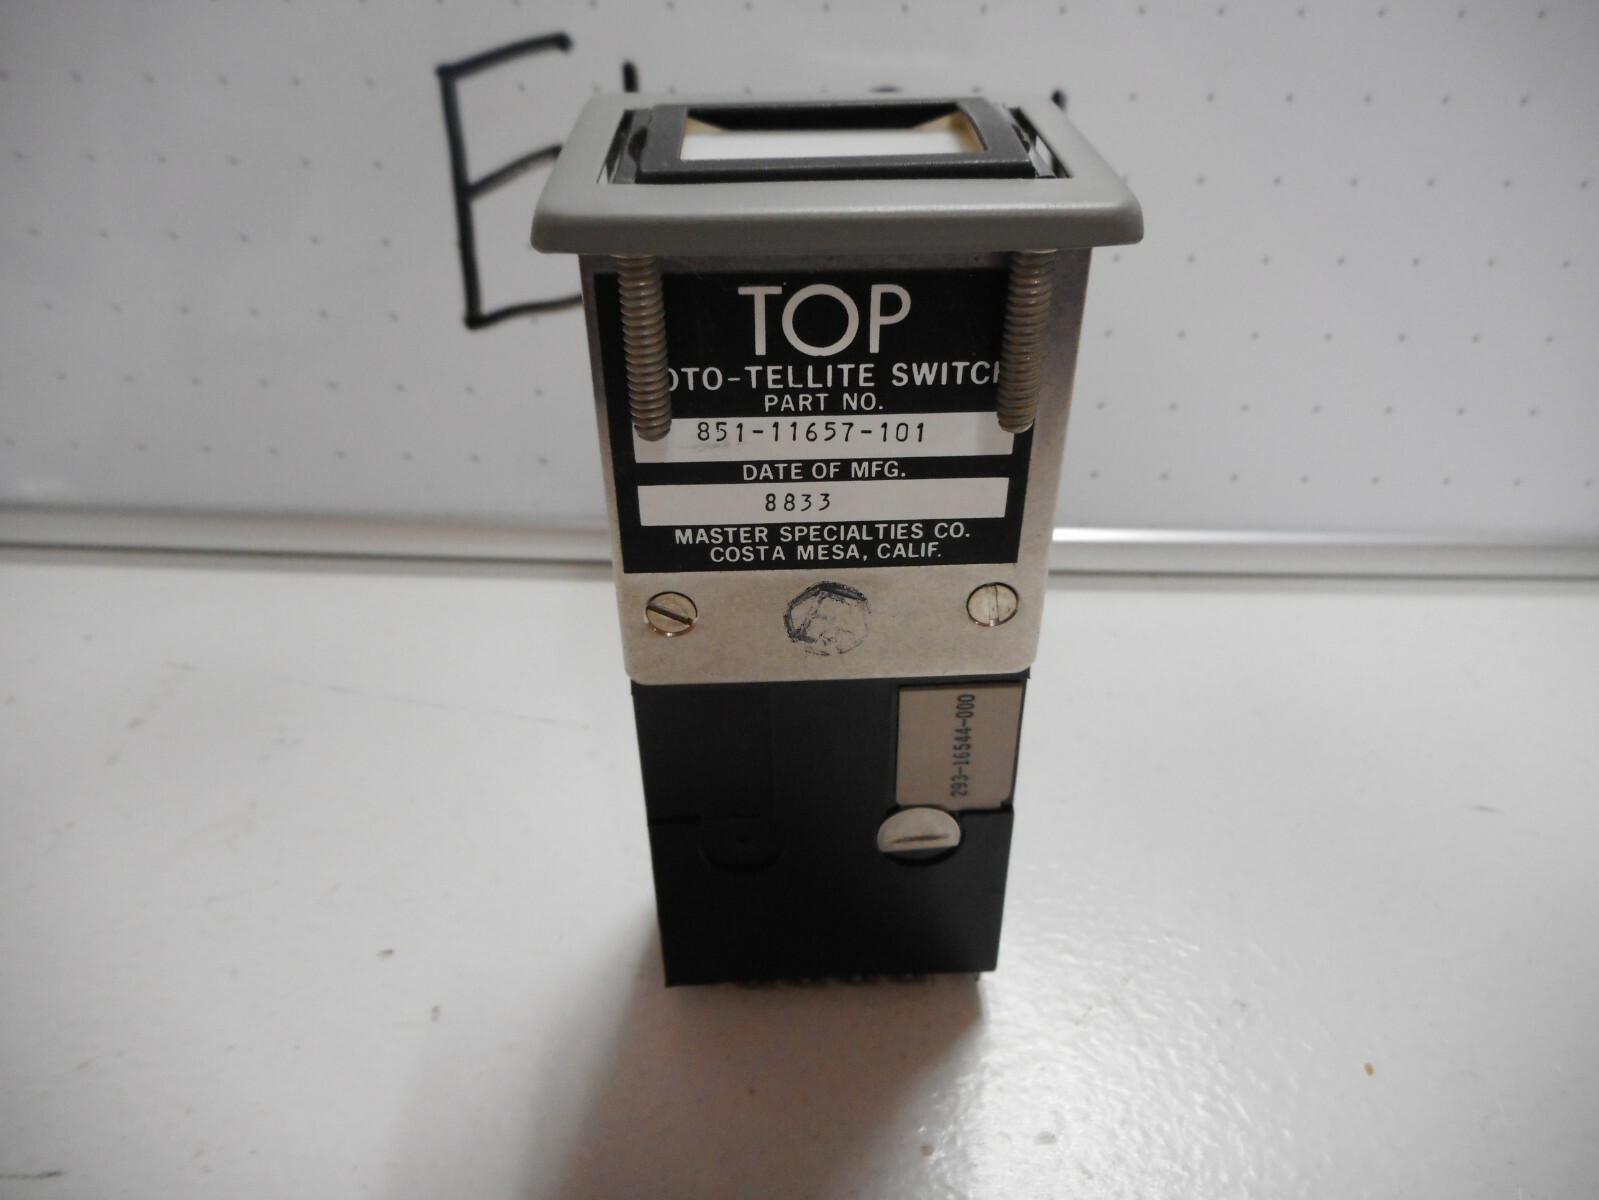 E
TOP
OTO-TELLITE SWITCH
PART NO.
851-11657-101
DATE OF MFG.
8833
MASTER SPECIALTIES CO.
COSTA MESA, CALIF.
293-16544-000